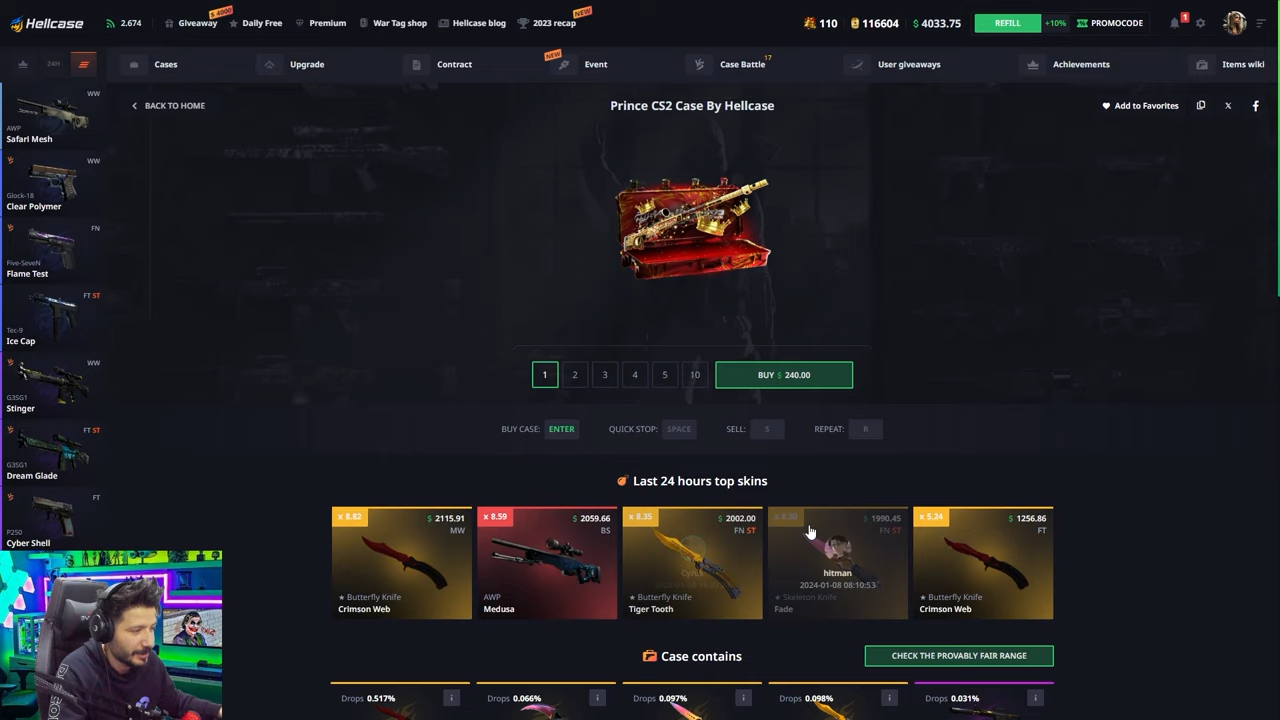 Hellcase
2.674
Giveaway
$ 4000
Daily Free
Premium
War Tag shop
Hellcase blog
2023 recap
NEW
110
116604
$ 4033.75
REFILL
+10%
PROMOCODE
1
24H
Cases
Upgrade
Contract
NEW
Event
Case Battle
17
User giveaways
Achievements
Items wiki
WW
AWP
Safari Mesh
WW
Glock-18
Clear Polymer
FN
Five-SeveN
Flame Test
FT ST
Tec-9
Ice Cap
WW
G3SG1
Stinger
FT ST
G3SG1
Dream Glade
FT
P250
Cyber Shell
BACK TO HOME
Prince CS2 Case By Hellcase
Add to Favorites
1
2
3
4
5
10
BUY $ 240.00
BUY CASE: ENTER
QUICK STOP: SPACE
SELL: S
REPEAT: R
Last 24 hours top skins
x 8.82
$ 2115.91
MW
★ Butterfly Knife
Crimson Web
x 8.59
$ 2059.66
BS
AWP
Medusa
x 8.35
$ 2002.00
FN ST
★ Butterfly Knife
Tiger Tooth
$ 1990.45
FN ST
hitman
2024-01-08 08:10:53
★ Skeleton Knife
Fade
x 5.24
$ 1256.86
FT
★ Butterfly Knife
Crimson Web
Case contains
CHECK THE PROVABLY FAIR RANGE
Drops 0.517%
Drops 0.066%
Drops 0.097%
Drops 0.098%
Drops 0.031%